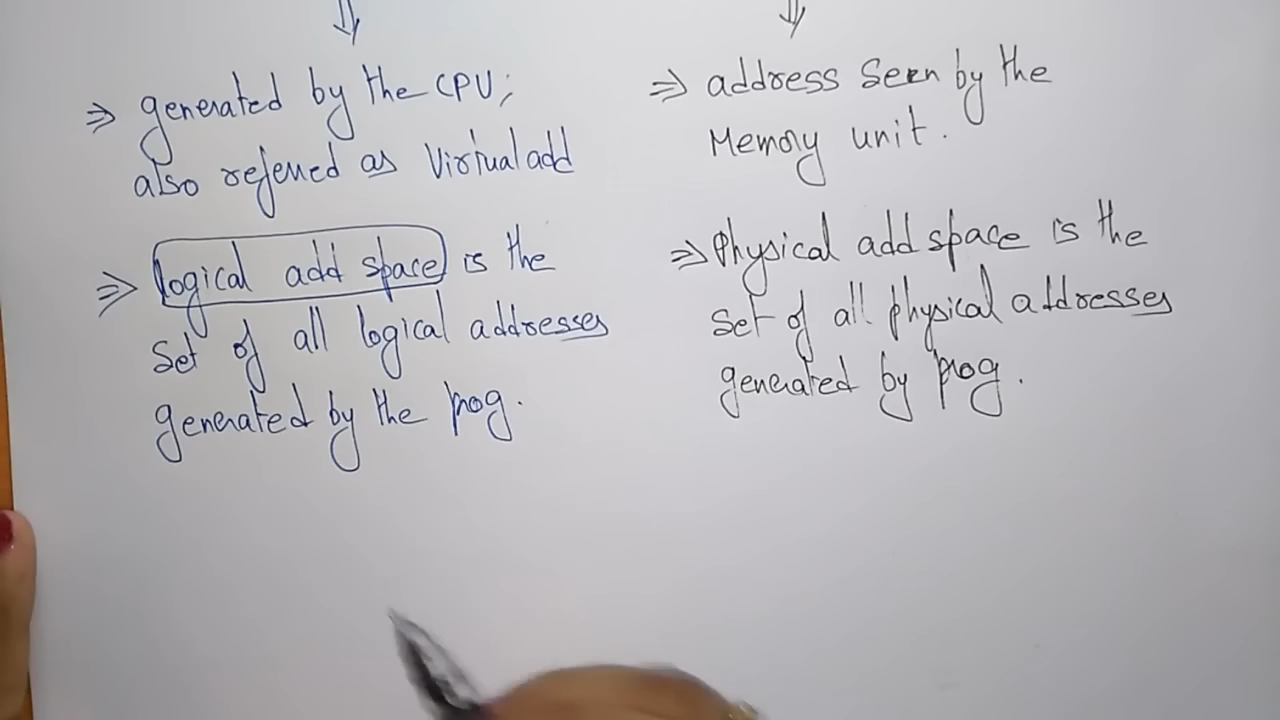 ⇒ generated by the CPU;
also referred as Virtual add
⇒ logical add space is the
set of all logical addresses
generated by the prog.
⇒ address seen by the
Memory unit.
⇒ Physical add space is the
set of all physical addresses
generated by prog.